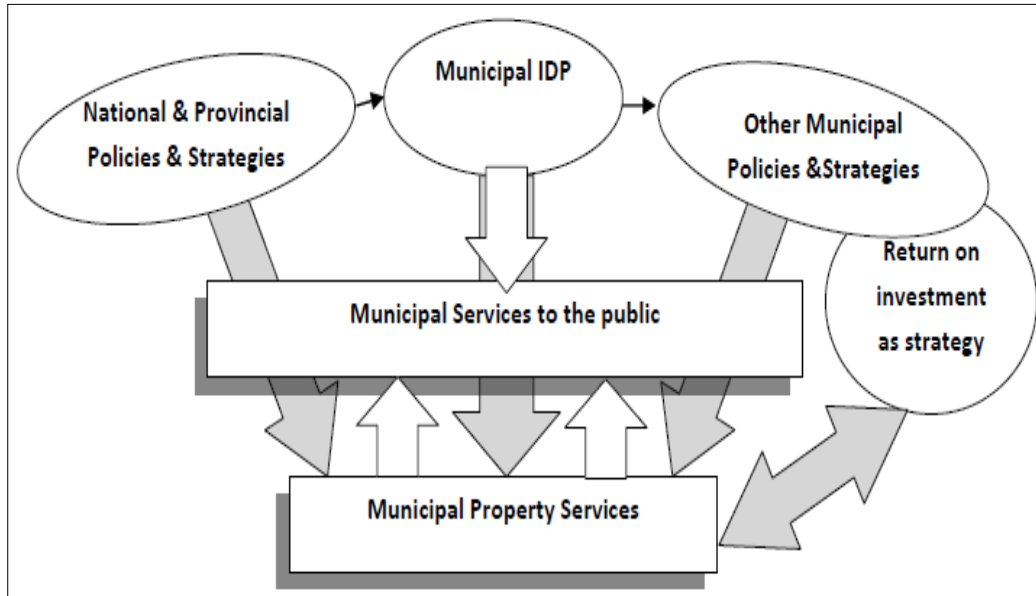 National & Provincial
Policies & Strategies
Municipal IDP
Other Municipal
Policies &Strategies
Return on
investment
as strategy
Municipal Services to the public
Municipal Property Services